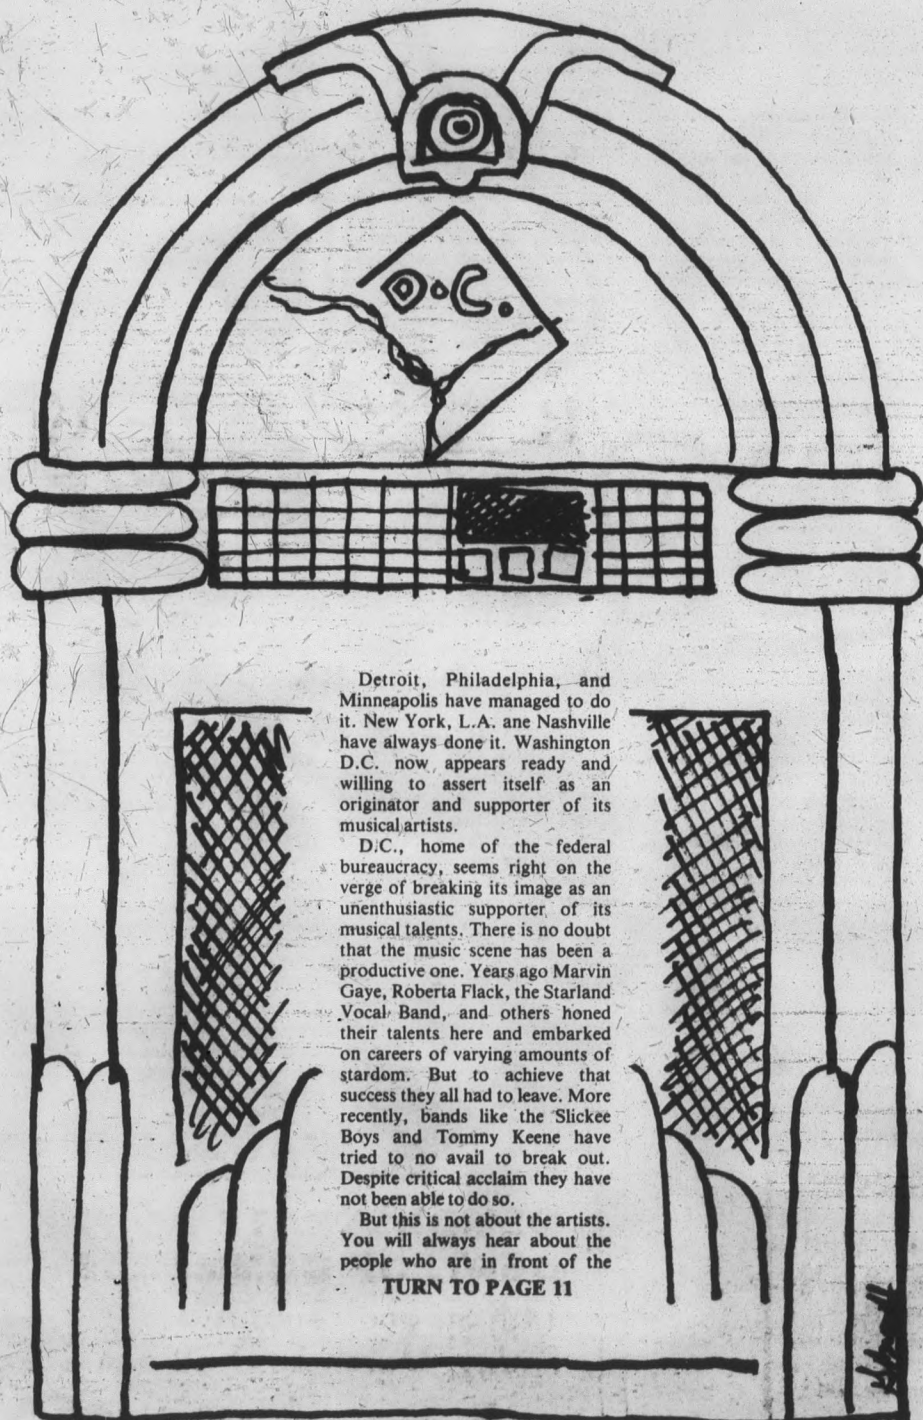 D.C.
Detroit, Philadelphia, and
Minneapolis have managed to do
it. New York, L.A. ane Nashville
have always done it. Washington
D.C. now appears ready and
willing to assert itself as an
originator and supporter of its
musical artists.
D.C., home of the federal
bureaucracy, seems right on the
verge of breaking its image as an
unenthusiastic supporter of its
musical talents. There is no doubt
that the music scene has been a
productive one. Years ago Marvin
Gaye, Roberta Flack, the Starland
Vocal Band, and others honed
their talents here and embarked
on careers of varying amounts of
stardom. But to achieve that
success they all had to leave. More
recently, bands like the Slickee
Boys and Tommy Keene have
tried to no avail to break out.
Despite critical acclaim they have
not been able to do so.
But this is not about the artists.
You will always hear about the
people who are in front of the
TURN TO PAGE 11